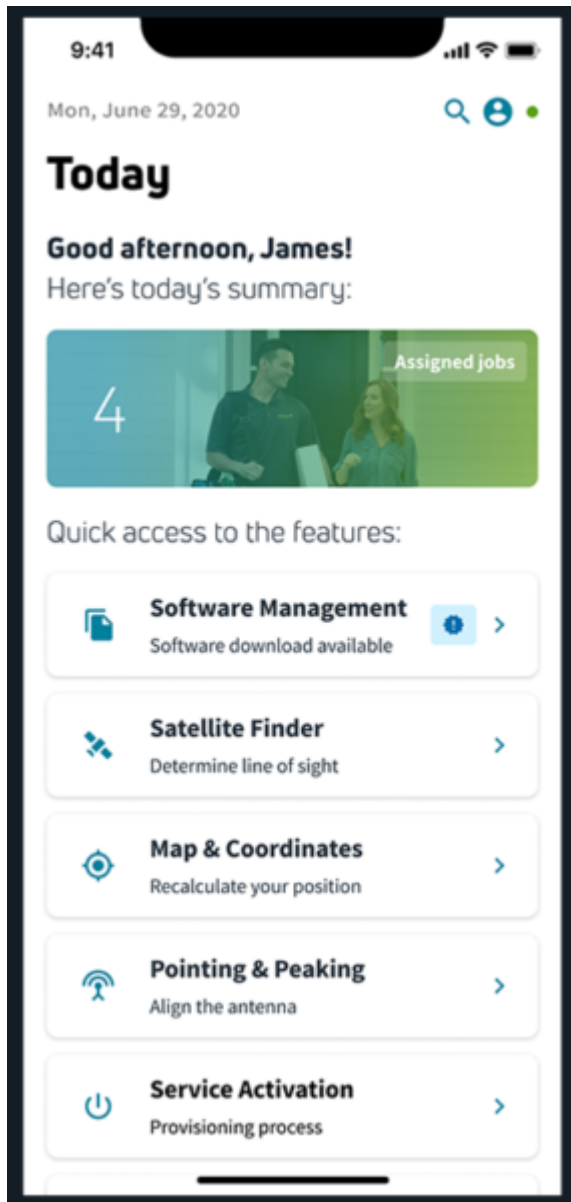 9:41
Mon, June 29, 2020
Today
Good afternoon, James!
Here's today's summary:
Assigned jobs
4
Quick access to the features:
Software Management
Software download available
Satellite Finder
Determine line of sight
Map & Coordinates
Recalculate your position
Pointing & Peaking
Align the antenna
Service Activation
Provisioning process